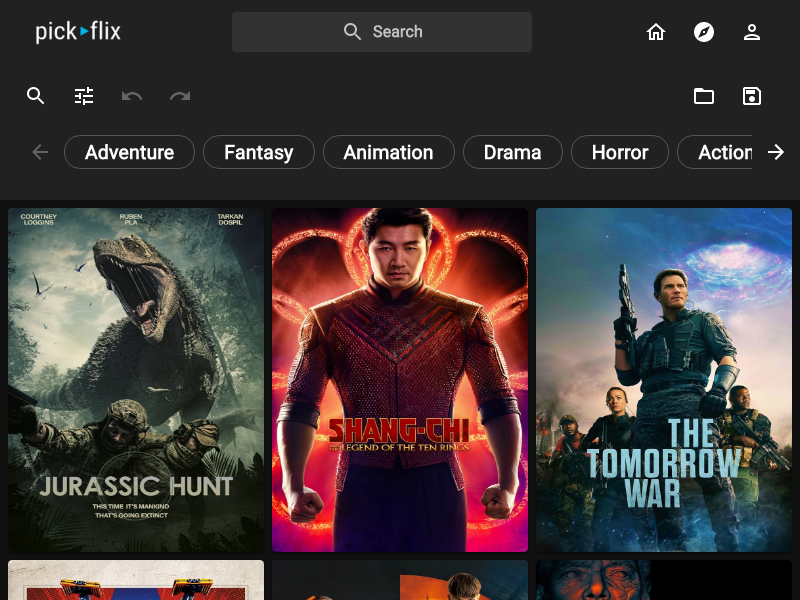 pick flix
Search
Adventure
Fantasy
Animation
Drama
Horror
Action
COURTNEY
LOGGINS
RUBEN
PLA
TARKAN
DOSPIL
JURASSIC HUNT
THIS TIME IT'S MANKIND
THAT'S GOING EXTINCT
SHANG-CHI
AND THE LEGEND OF THE TEN RINGS
THE
TOMORROW
WAR